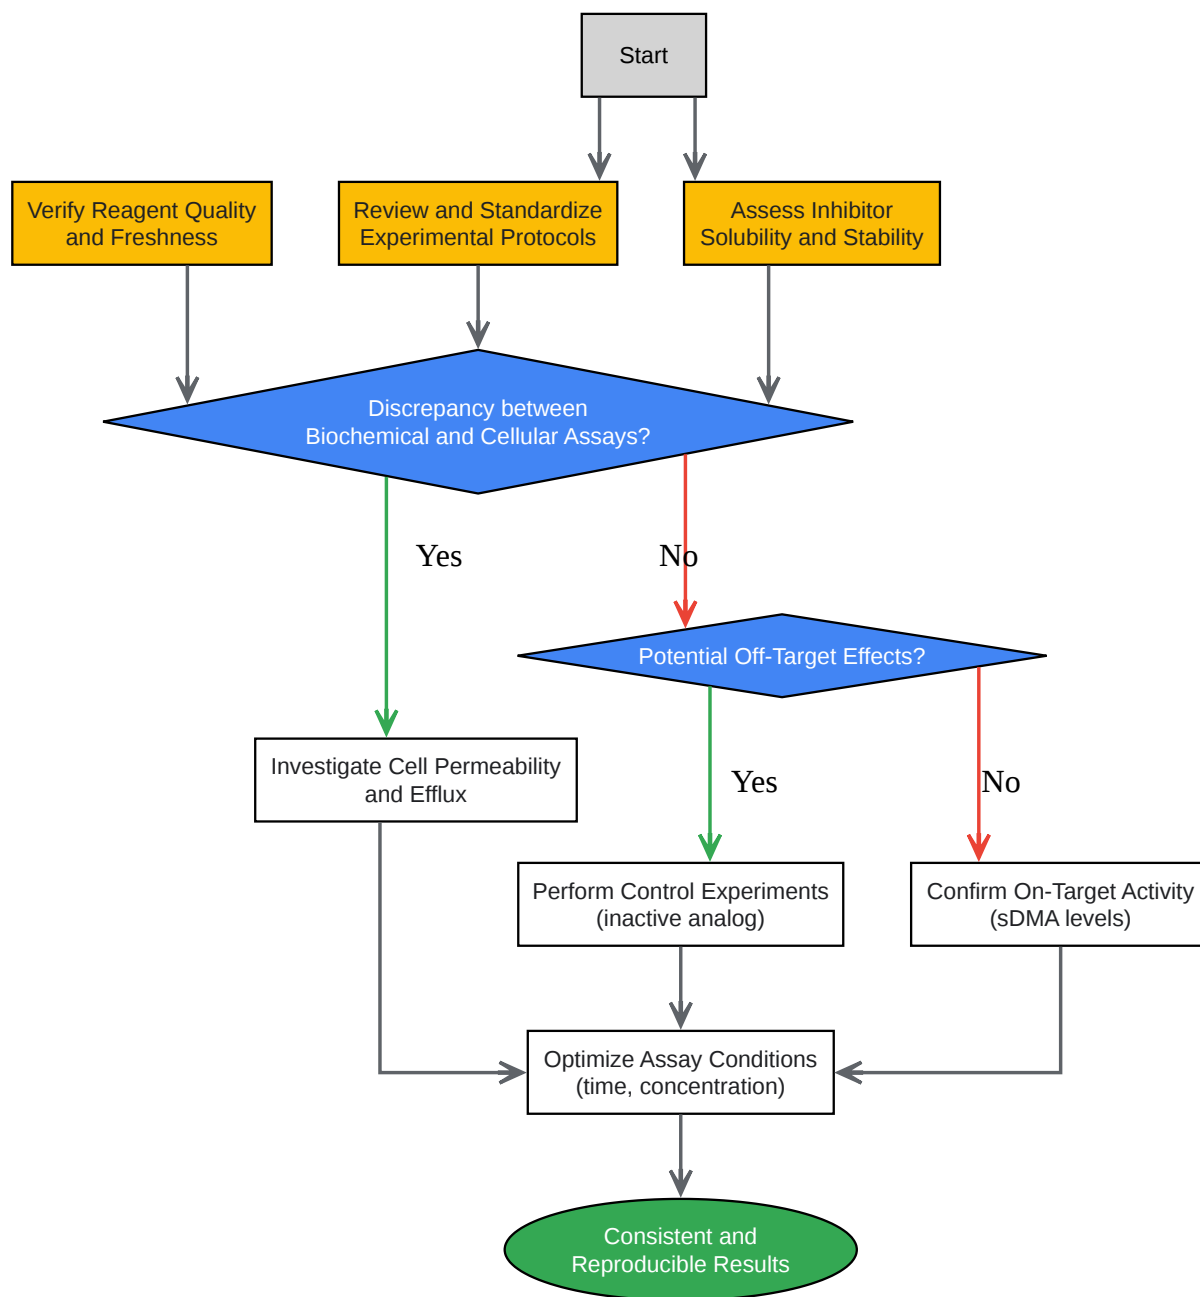 Start
Verify Reagent Quality
and Freshness
Review and Standardize
Experimental Protocols
Assess Inhibitor
Solubility and Stability
Discrepancy between
Biochemical and Cellular Assays?
Yes
No
Potential Off-Target Effects?
Investigate Cell Permeability
and Efflux
Yes
No
Perform Control Experiments
(inactive analog)
Confirm On-Target Activity
(sDMA levels)
Optimize Assay Conditions
(time, concentration)
Consistent and
Reproducible Results